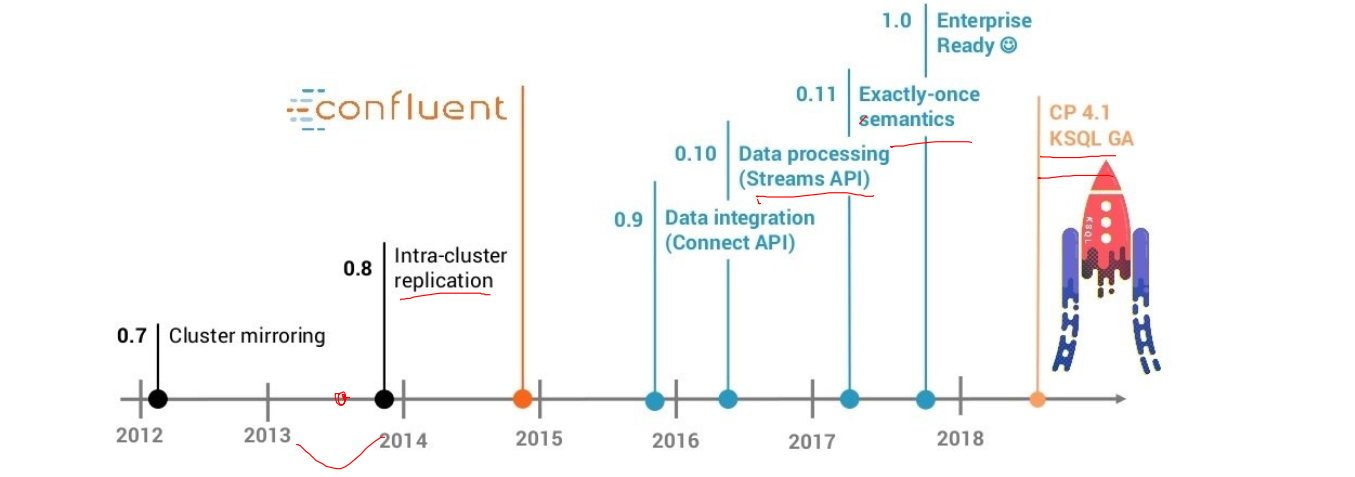 1.0 Enterprise
Ready ☺
confluent
0.11 Exactly-once
semantics
CP 4.1
KSQL GA
0.10 Data processing
(Streams API)
0.9 Data integration
(Connect API)
KSQL
0.8 Intra-cluster
replication
0.7 Cluster mirroring
2012 2013 2014 2015 2016 2017 2018